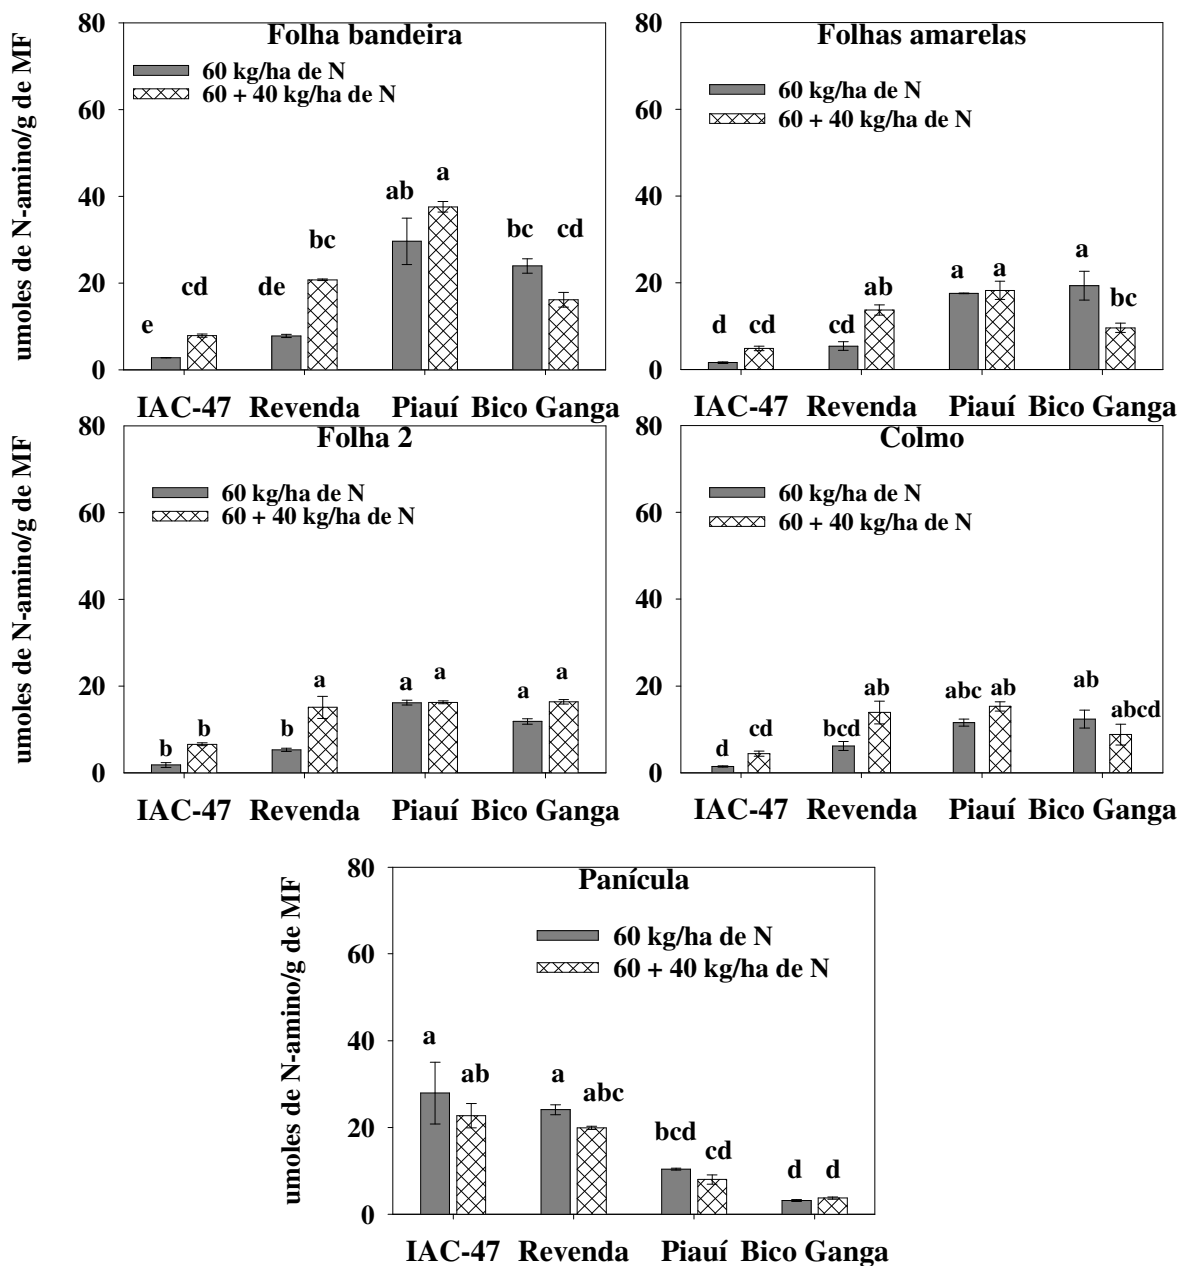 Folha bandeira
60 kg/ha de N
60 + 40 kg/ha de N
umoles de N-amino/g de MF
80
60
40
20
0
e
cd
de
bc
ab
a
bc
cd
IAC-47 Revenda Piauí Bico Ganga
Folhas amarelas
60 kg/ha de N
60 + 40 kg/ha de N
80
60
40
20
0
d
cd
cd
ab
a
a
a
bc
IAC-47 Revenda Piauí Bico Ganga
Folha 2
60 kg/ha de N
60 + 40 kg/ha de N
umoles de N-amino/g de MF
80
60
40
20
0
b
b
b
a
a
a
a
a
IAC-47 Revenda Piauí Bico Ganga
Colmo
60 kg/ha de N
60 + 40 kg/ha de N
80
60
40
20
0
d
cd
bcd
ab
abc
ab
ab
abcd
IAC-47 Revenda Piauí Bico Ganga
Panícula
60 kg/ha de N
60 + 40 kg/ha de N
umoles de N-amino/g de MF
80
60
40
20
0
a
ab
a
abc
bcd
cd
d
d
IAC-47 Revenda Piauí Bico Ganga